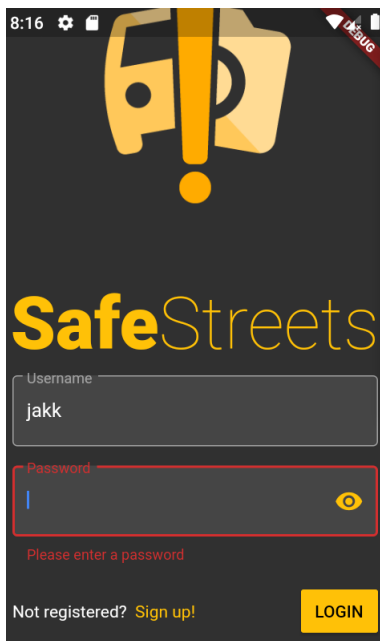 8:16
DEBUG
SafeStreets
Username
jakk
Password
Please enter a password
Not registered? Sign up!
LOGIN